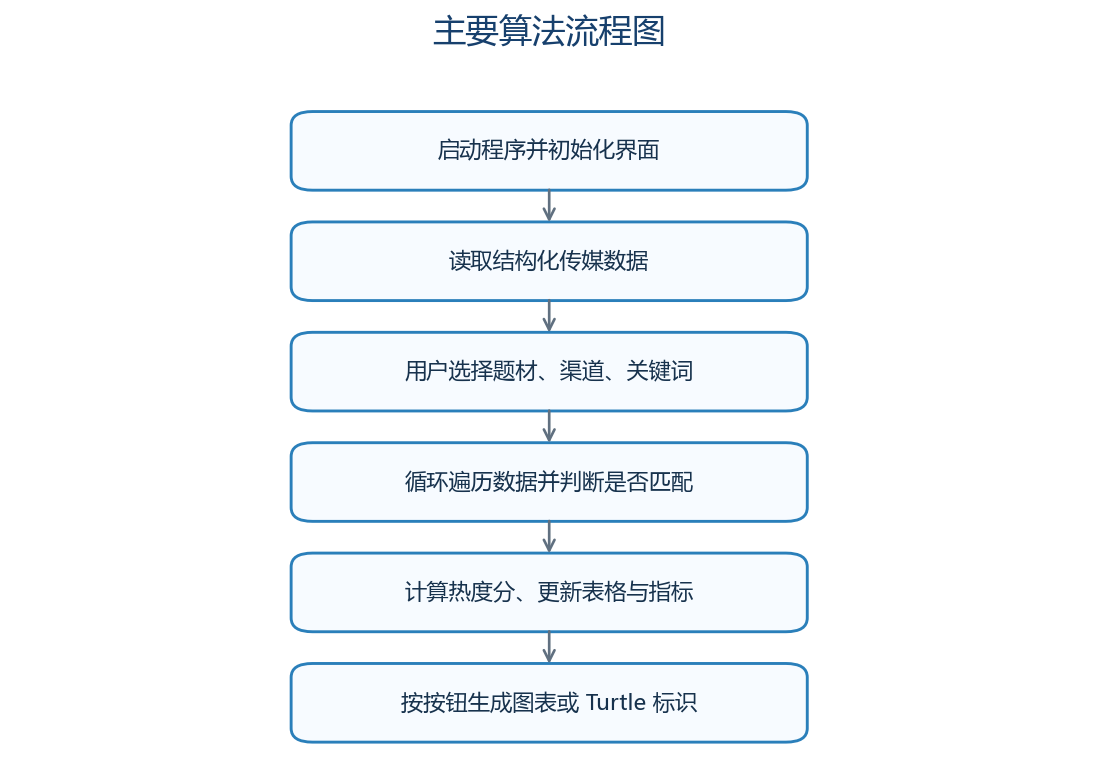 主要算法流程图
启动程序并初始化界面
读取结构化传媒数据
用户选择题材、渠道、关键词
循环遍历数据并判断是否匹配
计算热度分、更新表格与指标
按按钮生成图表或 Turtle 标识